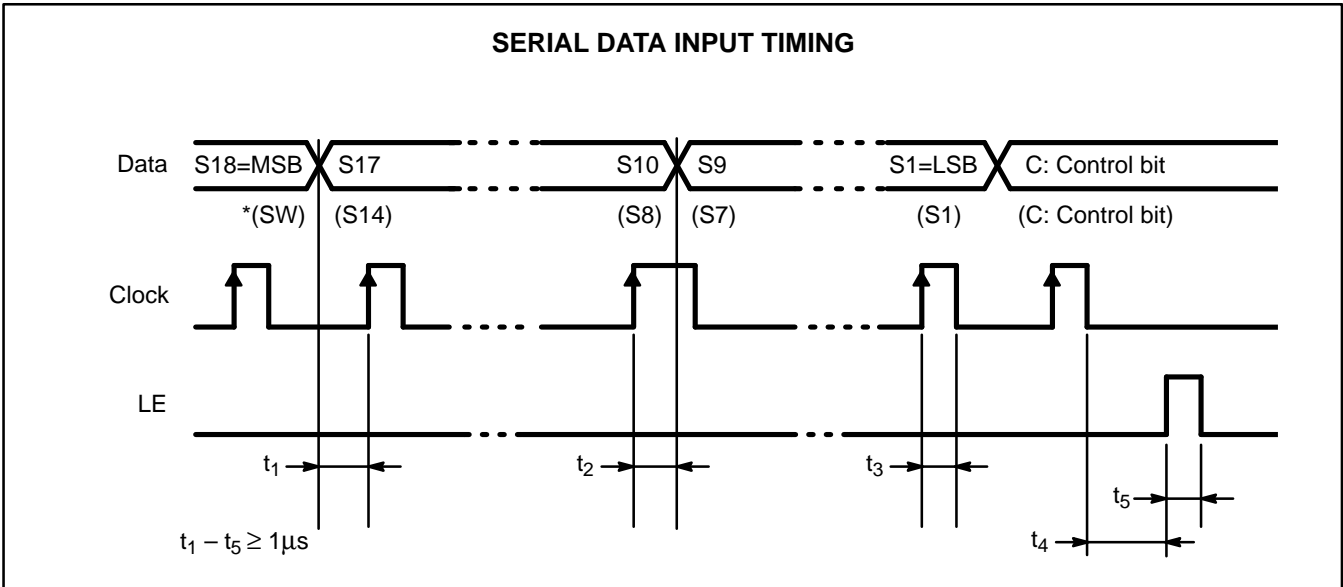 SERIAL DATA INPUT TIMING
Data S18=MSB S17 S10 S9 S1=LSB C: Control bit
*(SW) (S14) (S8) (S7) (S1) (C: Control bit)
Clock
LE
t1 t2 t3
t5
t4
t1 – t5 ≥ 1µs